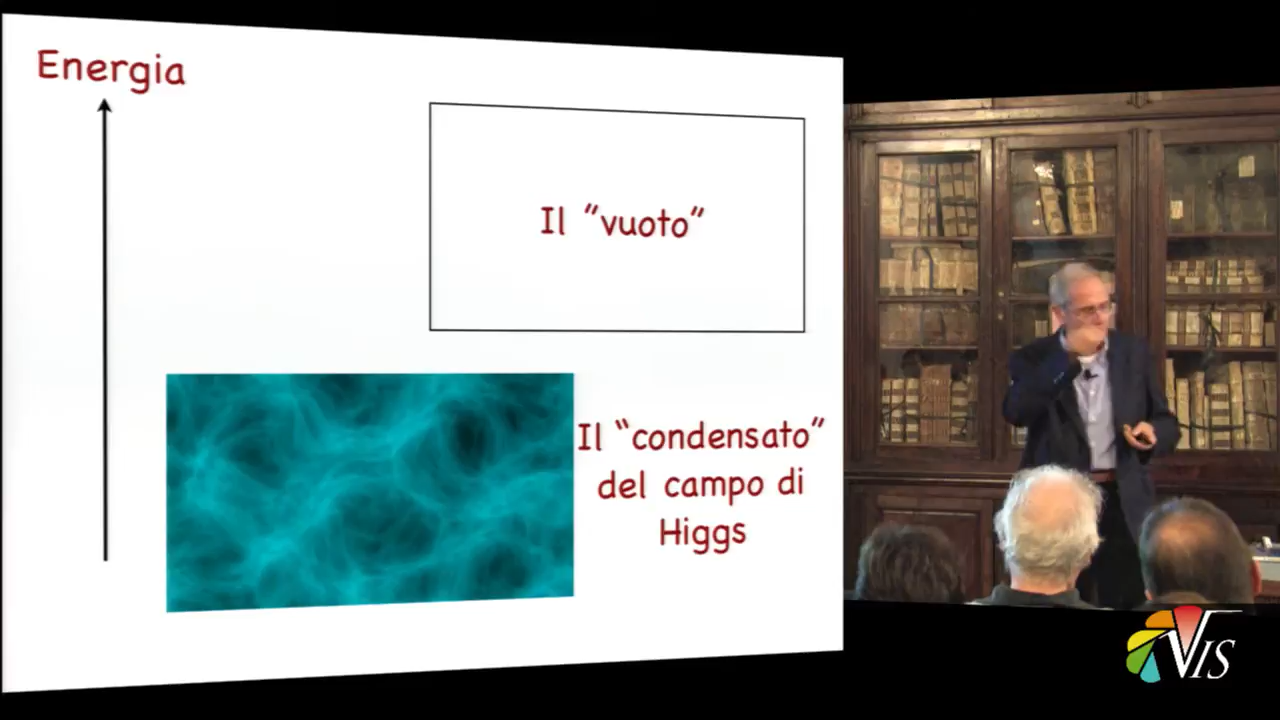 Energia
Il “vuoto”
Il “condensato”
del campo di
Higgs
VIS